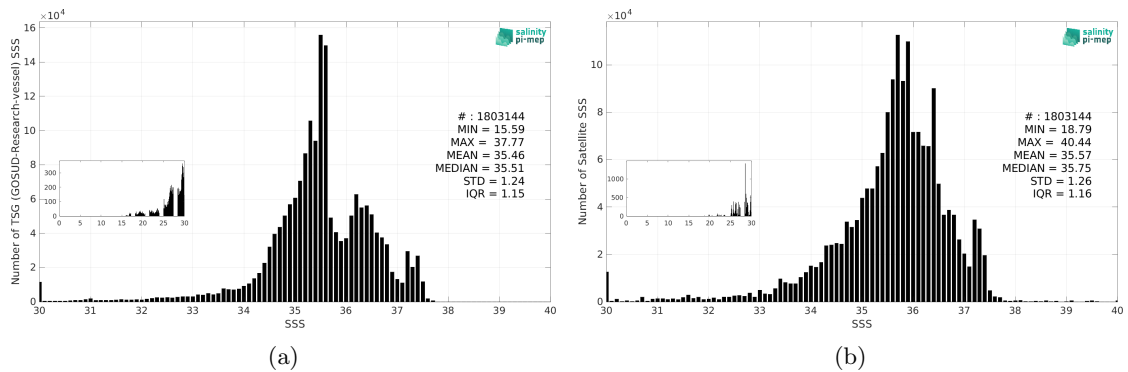 ×10⁴
16
14
12
10
8
6
4
2
0
Number of TSG (GOSUD-Research-vessel) SSS
salinity
pi-mep
# : 1803144
MIN = 15.59
MAX = 37.77
MEAN = 35.46
MEDIAN = 35.51
STD = 1.24
IQR = 1.15
300
200
100
0
0 5 10 15 20 25 30
30 31 32 33 34 35 36 37 38 39 40
SSS
(a)
×10⁴
10
8
6
4
2
0
Number of Satellite SSS
salinity
pi-mep
# : 1803144
MIN = 18.79
MAX = 40.44
MEAN = 35.57
MEDIAN = 35.75
STD = 1.26
IQR = 1.16
1000
500
0
0 5 10 15 20 25 30
30 31 32 33 34 35 36 37 38 39 40
SSS
(b)